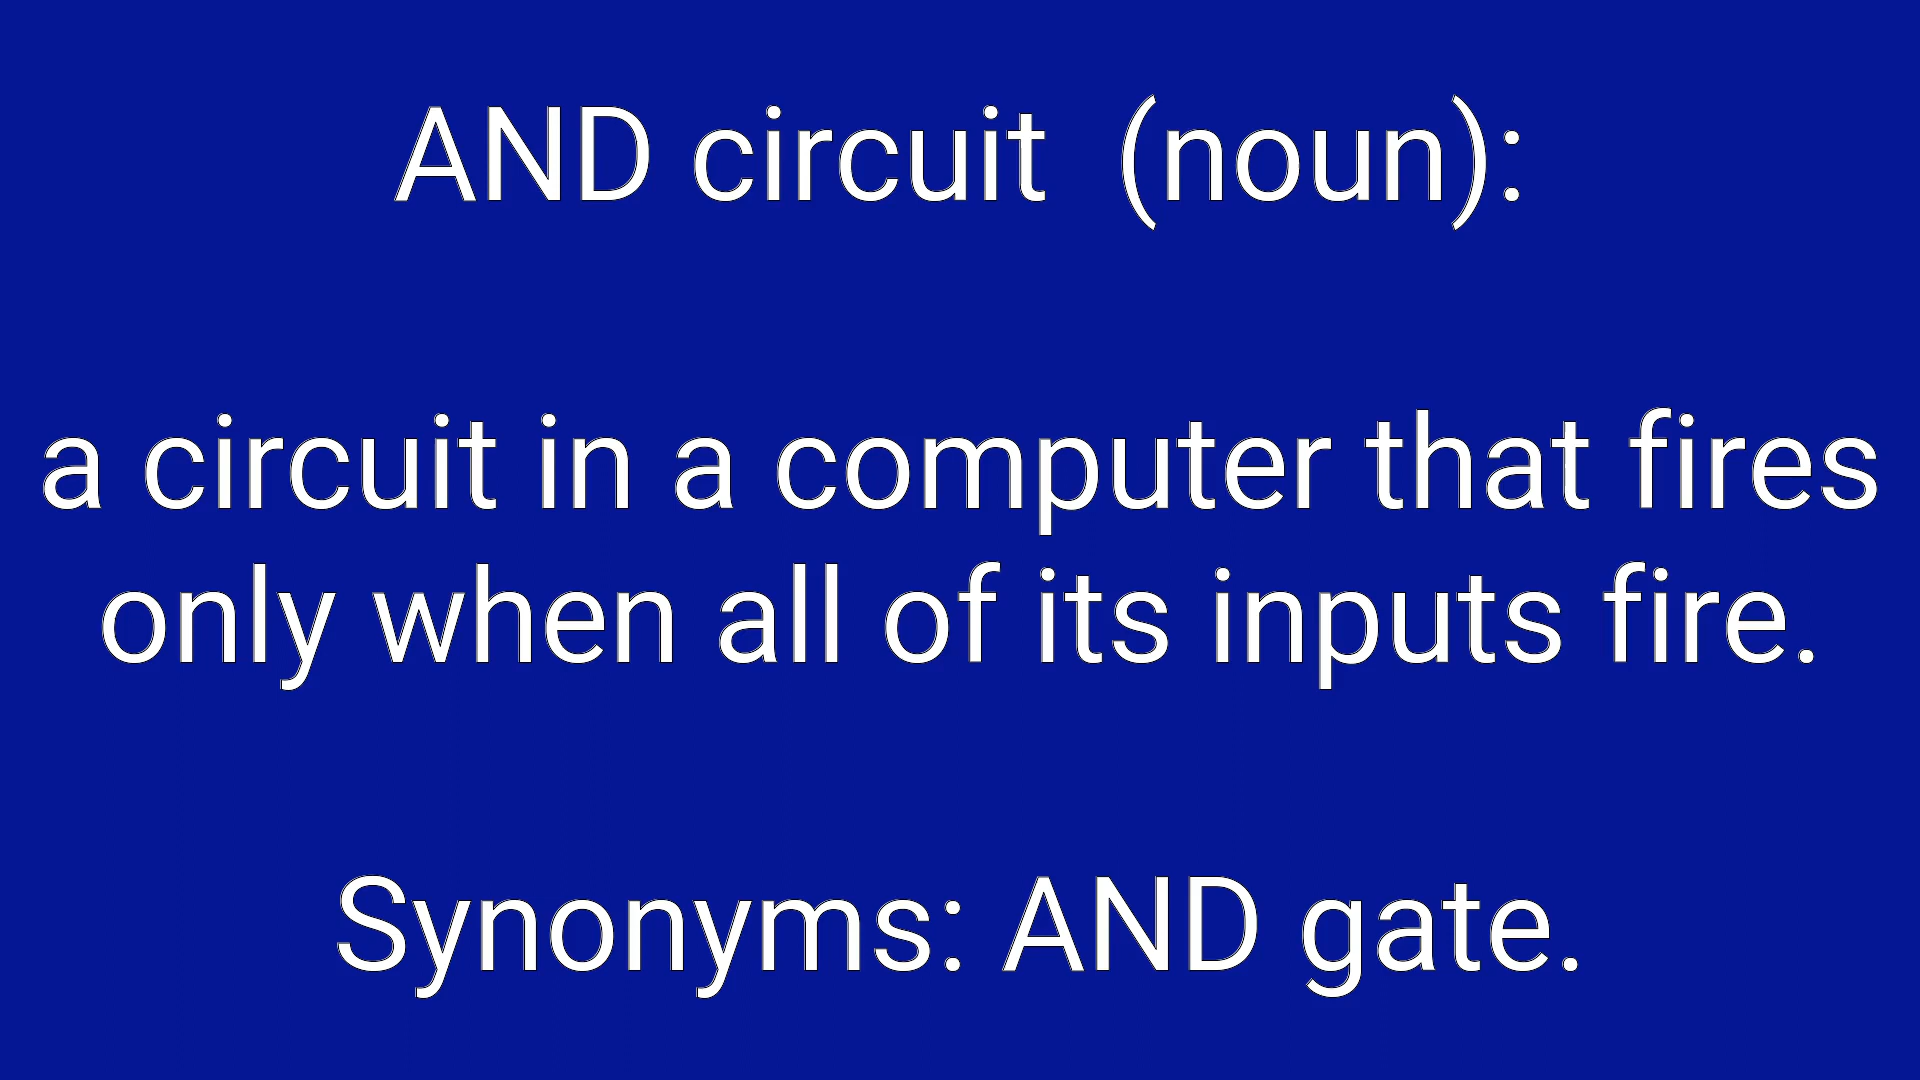 AND circuit  (noun):
a circuit in a computer that fires
only when all of its inputs fire.
Synonyms: AND gate.